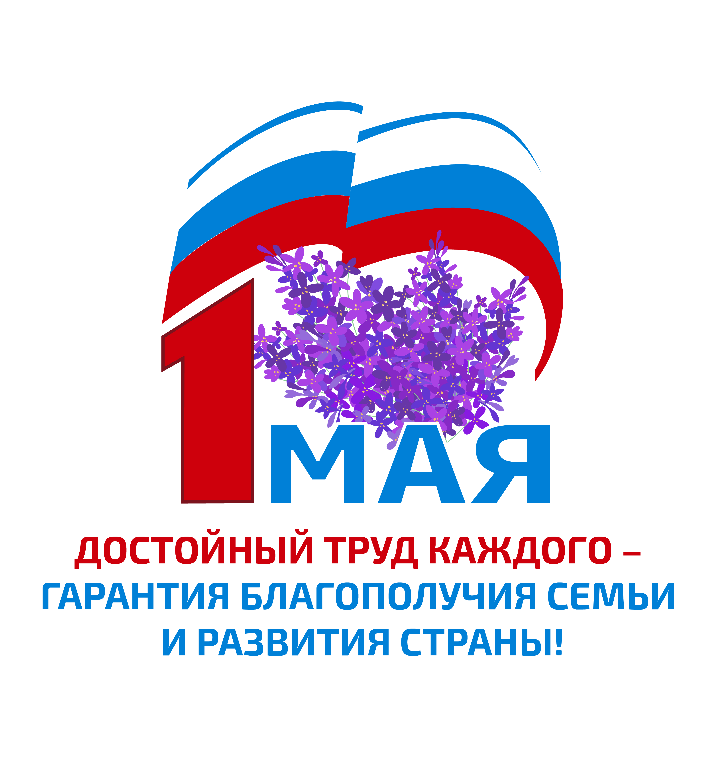 1 МАЯ
ДОСТОЙНЫЙ ТРУД КАЖДОГО –
ГАРАНТИЯ БЛАГОПОЛУЧИЯ СЕМЬИ
И РАЗВИТИЯ СТРАНЫ!